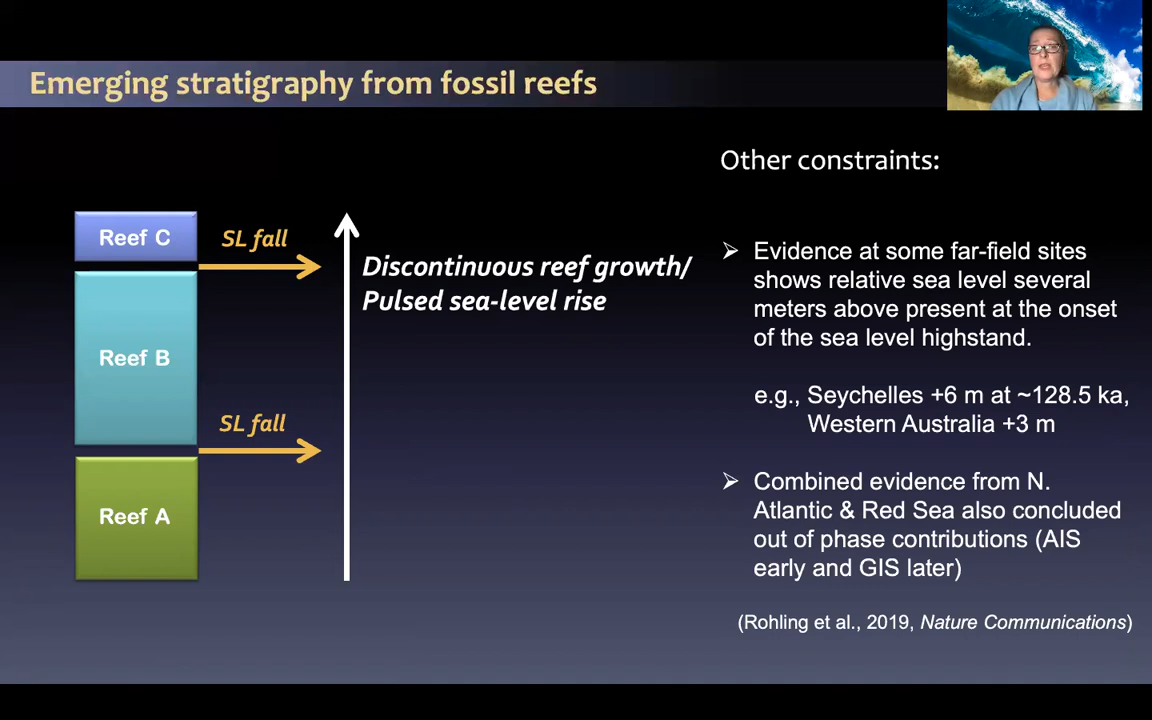 Emerging stratigraphy from fossil reefs
Reef C
SL fall
Discontinuous reef growth/
Pulsed sea-level rise
Reef B
SL fall
Reef A
Other constraints:
➢ Evidence at some far-field sites
shows relative sea level several
meters above present at the onset
of the sea level highstand.
e.g., Seychelles +6 m at ~128.5 ka,
Western Australia +3 m
➢ Combined evidence from N.
Atlantic & Red Sea also concluded
out of phase contributions (AIS
early and GIS later)
(Rohling et al., 2019, Nature Communications)